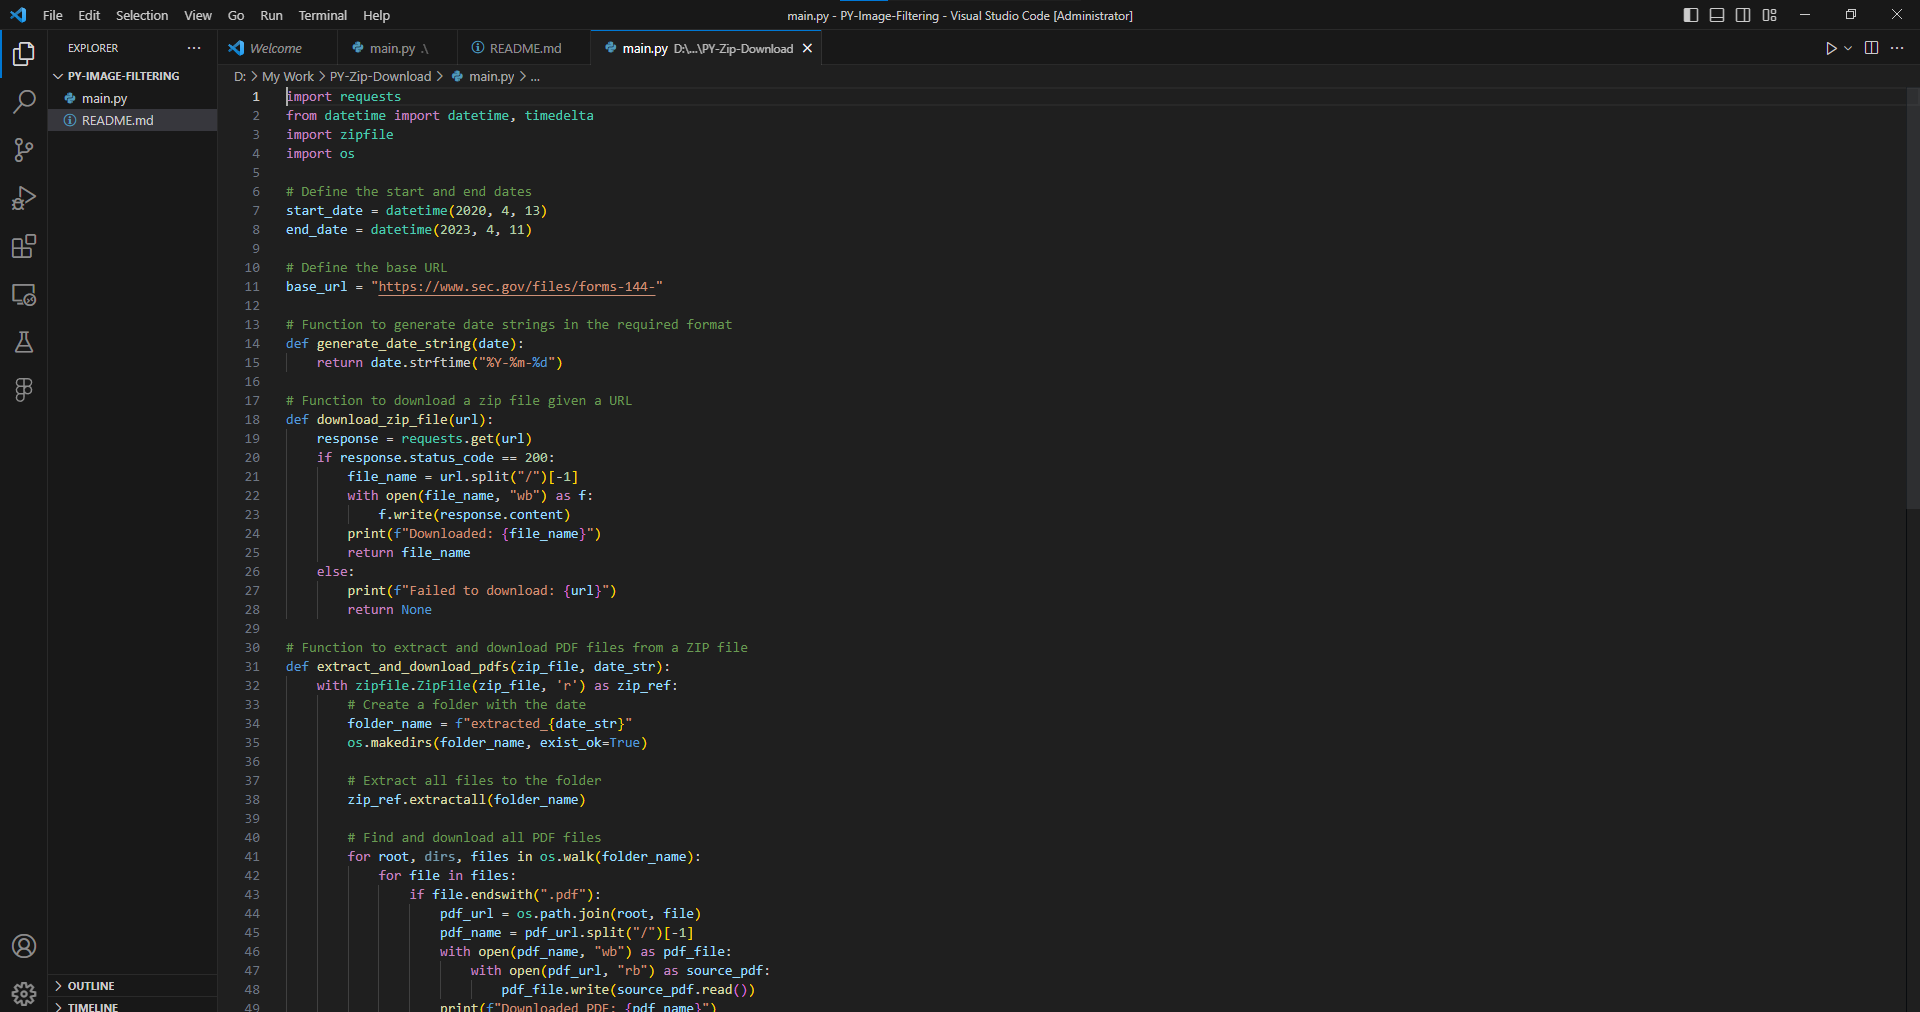 File Edit Selection View Go Run Terminal Help
main.py - PY-Image-Filtering - Visual Studio Code [Administrator]
EXPLORER
PY-IMAGE-FILTERING
main.py
README.md
OUTLINE
TIMELINE
Welcome
main.py .\
README.md
main.py D:\...\PY-Zip-Download
D: > My Work > PY-Zip-Download > main.py > ...
1 import requests
2 from datetime import datetime, timedelta
3 import zipfile
4 import os
5
6 # Define the start and end dates
7 start_date = datetime(2020, 4, 13)
8 end_date = datetime(2023, 4, 11)
9
10 # Define the base URL
11 base_url = "https://www.sec.gov/files/forms-144-"
12
13 # Function to generate date strings in the required format
14 def generate_date_string(date):
15     return date.strftime("%Y-%m-%d")
16
17 # Function to download a zip file given a URL
18 def download_zip_file(url):
19     response = requests.get(url)
20     if response.status_code == 200:
21         file_name = url.split("/")[-1]
22         with open(file_name, "wb") as f:
23             f.write(response.content)
24         print(f"Downloaded: {file_name}")
25         return file_name
26     else:
27         print(f"Failed to download: {url}")
28         return None
29
30 # Function to extract and download PDF files from a ZIP file
31 def extract_and_download_pdfs(zip_file, date_str):
32     with zipfile.ZipFile(zip_file, 'r') as zip_ref:
33         # Create a folder with the date
34         folder_name = f"extracted_{date_str}"
35         os.makedirs(folder_name, exist_ok=True)
36
37         # Extract all files to the folder
38         zip_ref.extractall(folder_name)
39
40         # Find and download all PDF files
41         for root, dirs, files in os.walk(folder_name):
42             for file in files:
43                 if file.endswith(".pdf"):
44                     pdf_url = os.path.join(root, file)
45                     pdf_name = pdf_url.split("/")[-1]
46                     with open(pdf_name, "wb") as pdf_file:
47                         with open(pdf_url, "rb") as source_pdf:
48                             pdf_file.write(source_pdf.read())
49                     print(f"Downloaded PDF: {pdf_name}")